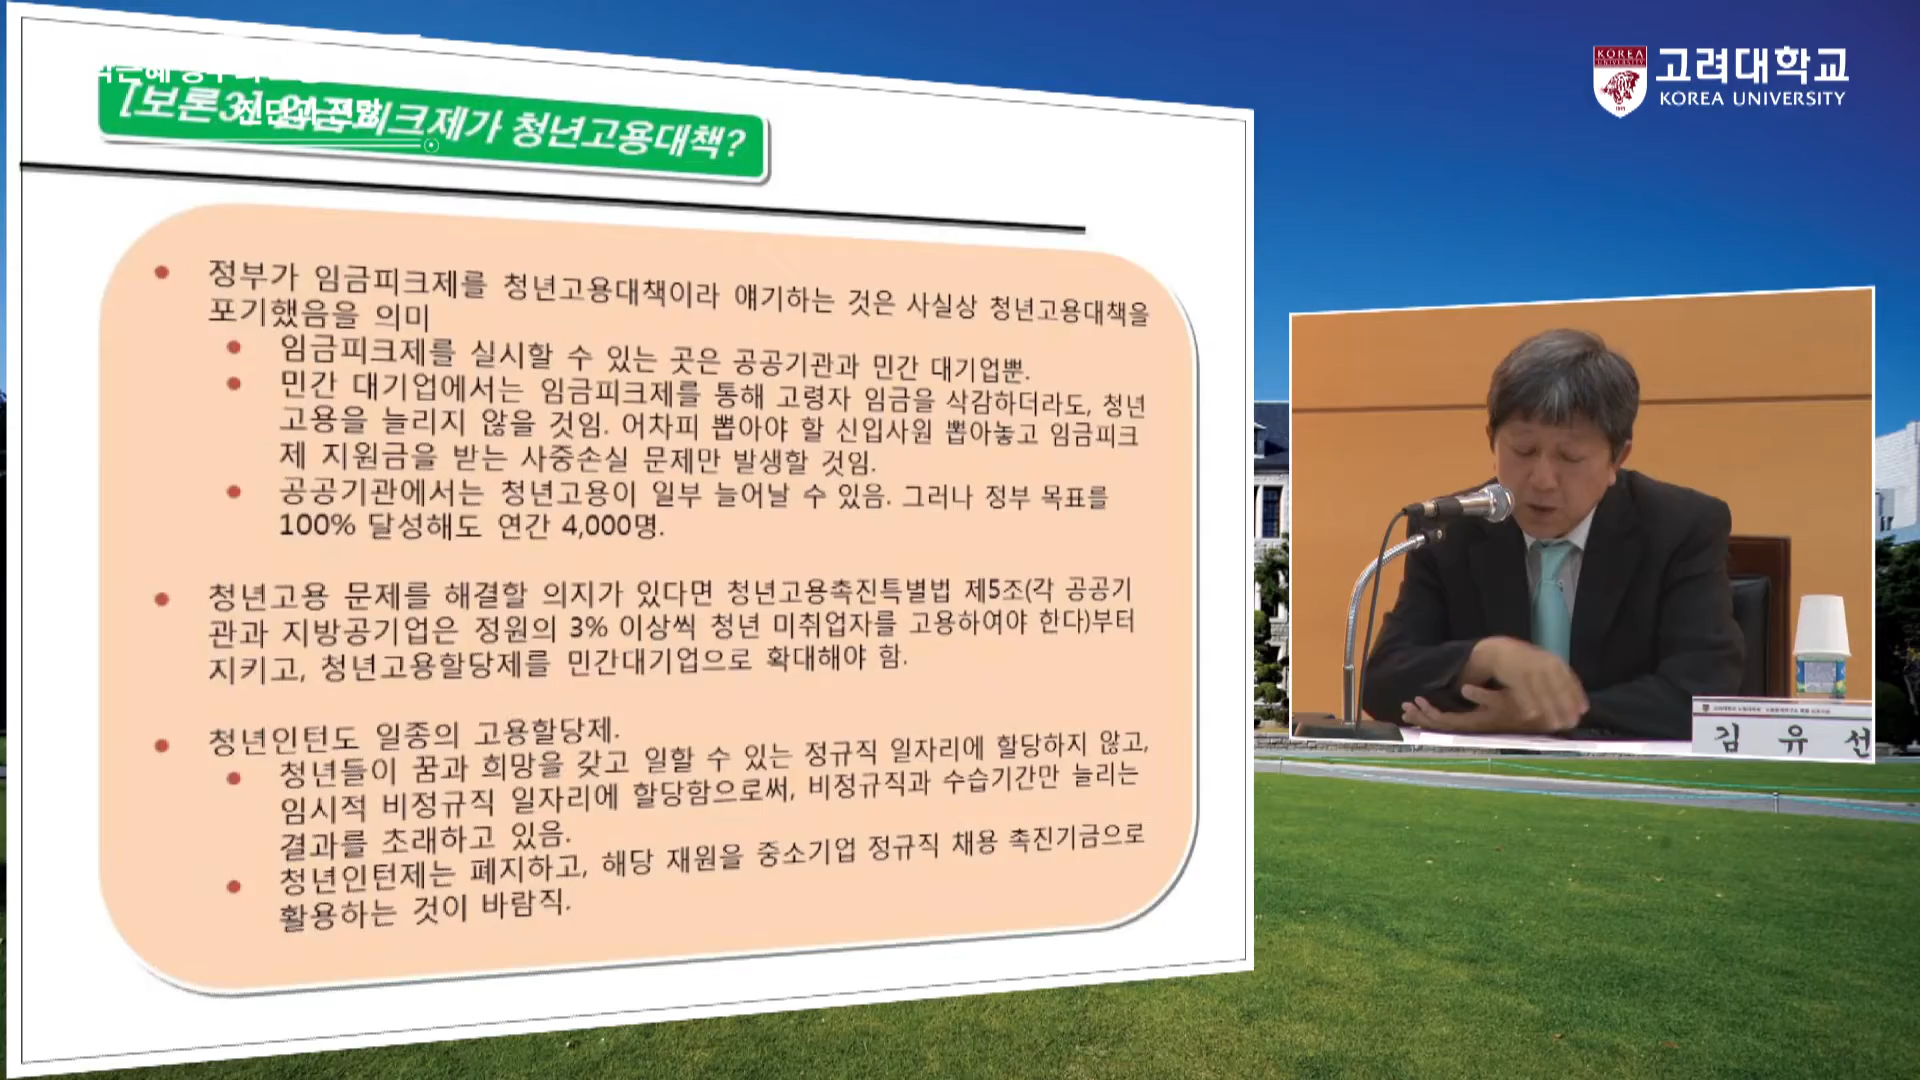 진단과 전망
[보론3] 임금피크제가 청년고용대책?
정부가 임금피크제를 청년고용대책이라 얘기하는 것은 사실상 청년고용대책을
포기했음을 의미
임금피크제를 실시할 수 있는 곳은 공공기관과 민간 대기업뿐.
민간 대기업에서는 임금피크제를 통해 고령자 임금을 삭감하더라도, 청년
고용을 늘리지 않을 것임. 어차피 뽑아야 할 신입사원 뽑아놓고 임금피크
제 지원금을 받는 사중손실 문제만 발생할 것임.
공공기관에서는 청년고용이 일부 늘어날 수 있음. 그러나 정부 목표를
100% 달성해도 연간 4,000명.
청년고용 문제를 해결할 의지가 있다면 청년고용촉진특별법 제5조(각 공공기
관과 지방공기업은 정원의 3% 이상씩 청년 미취업자를 고용하여야 한다)부터
지키고, 청년고용할당제를 민간대기업으로 확대해야 함.
청년인턴도 일종의 고용할당제.
청년들이 꿈과 희망을 갖고 일할 수 있는 정규직 일자리에 할당하지 않고,
임시적 비정규직 일자리에 할당함으로써, 비정규직과 수습기간만 늘리는
결과를 초래하고 있음.
청년인턴제는 폐지하고, 해당 재원을 중소기업 정규직 채용 촉진기금으로
활용하는 것이 바람직.
KOREA
UNIVERSITY
고려대학교
KOREA UNIVERSITY
김 유 선